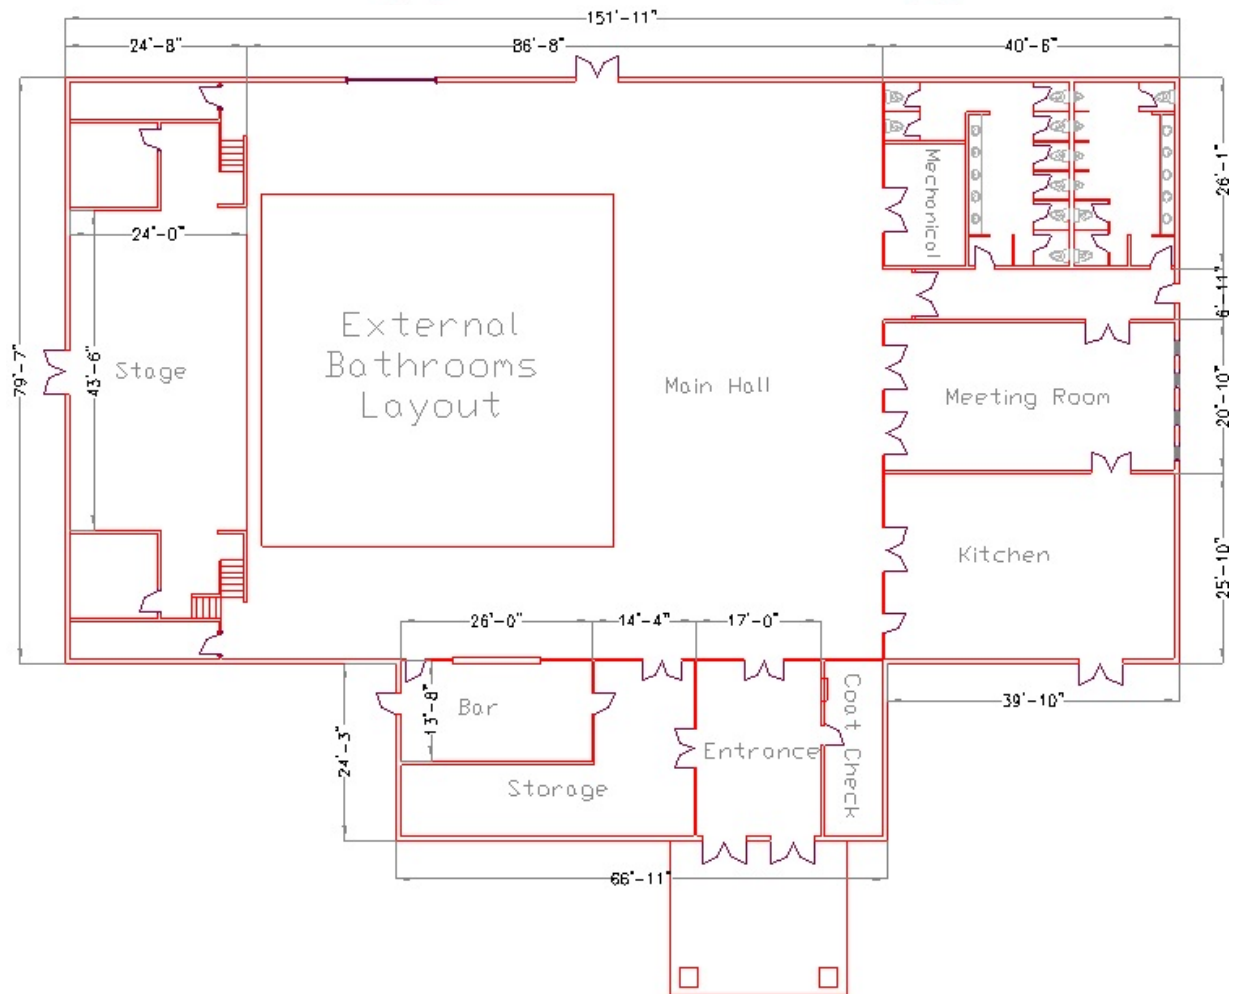 151'-11"
24'-8"
86'-8"
40'-6"
Mechanical
26'-1"
24'-0"
6'-11"
External
Bathrooms
Layout
79'-7"
43'-6"
Stage
Main Hall
Meeting Room
20'-10"
Kitchen
25'-10"
26'-0"
14'-4"
17'-0"
39'-10"
Bar
13'-8"
24'-3"
Entrance
Coat Check
Storage
66'-11"